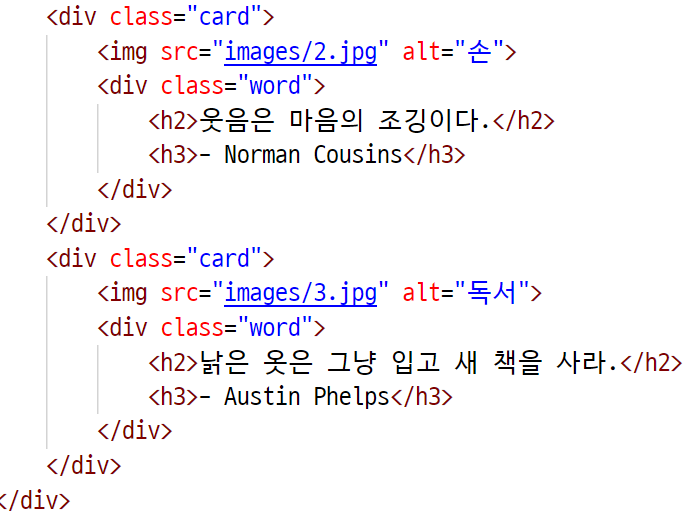 <div class="card">
<img src="images/2.jpg" alt="손">
<div class="word">
<h2>웃음은 마음의 조깅이다.</h2>
<h3>- Norman Cousins</h3>
</div>
</div>
<div class="card">
<img src="images/3.jpg" alt="독서">
<div class="word">
<h2>낡은 옷은 그냥 입고 새 책을 사라.</h2>
<h3>- Austin Phelps</h3>
</div>
</div>
</div>